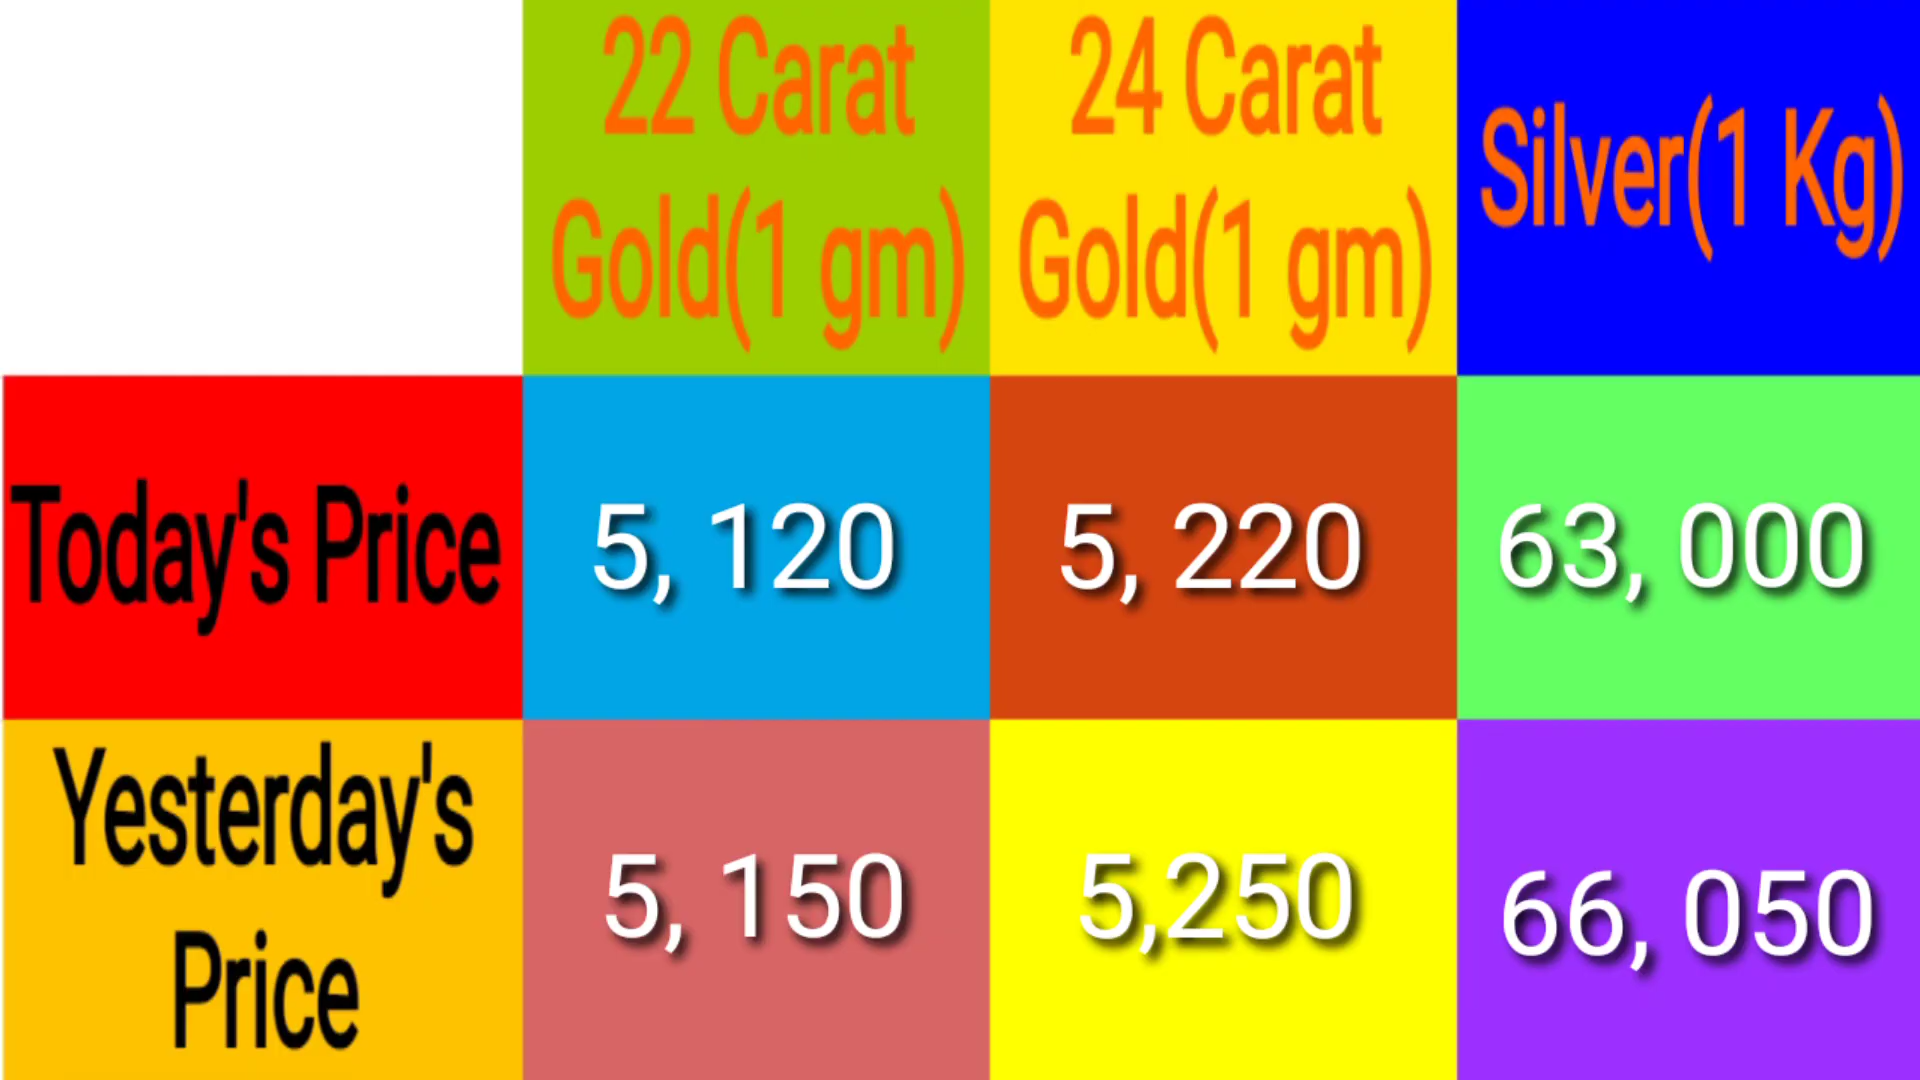 22 Carat
Gold(1 gm)
24 Carat
Gold(1 gm)
Silver(1 Kg)
Today's Price
5, 120
5, 220
63, 000
Yesterday's
Price
5, 150
5,250
66, 050